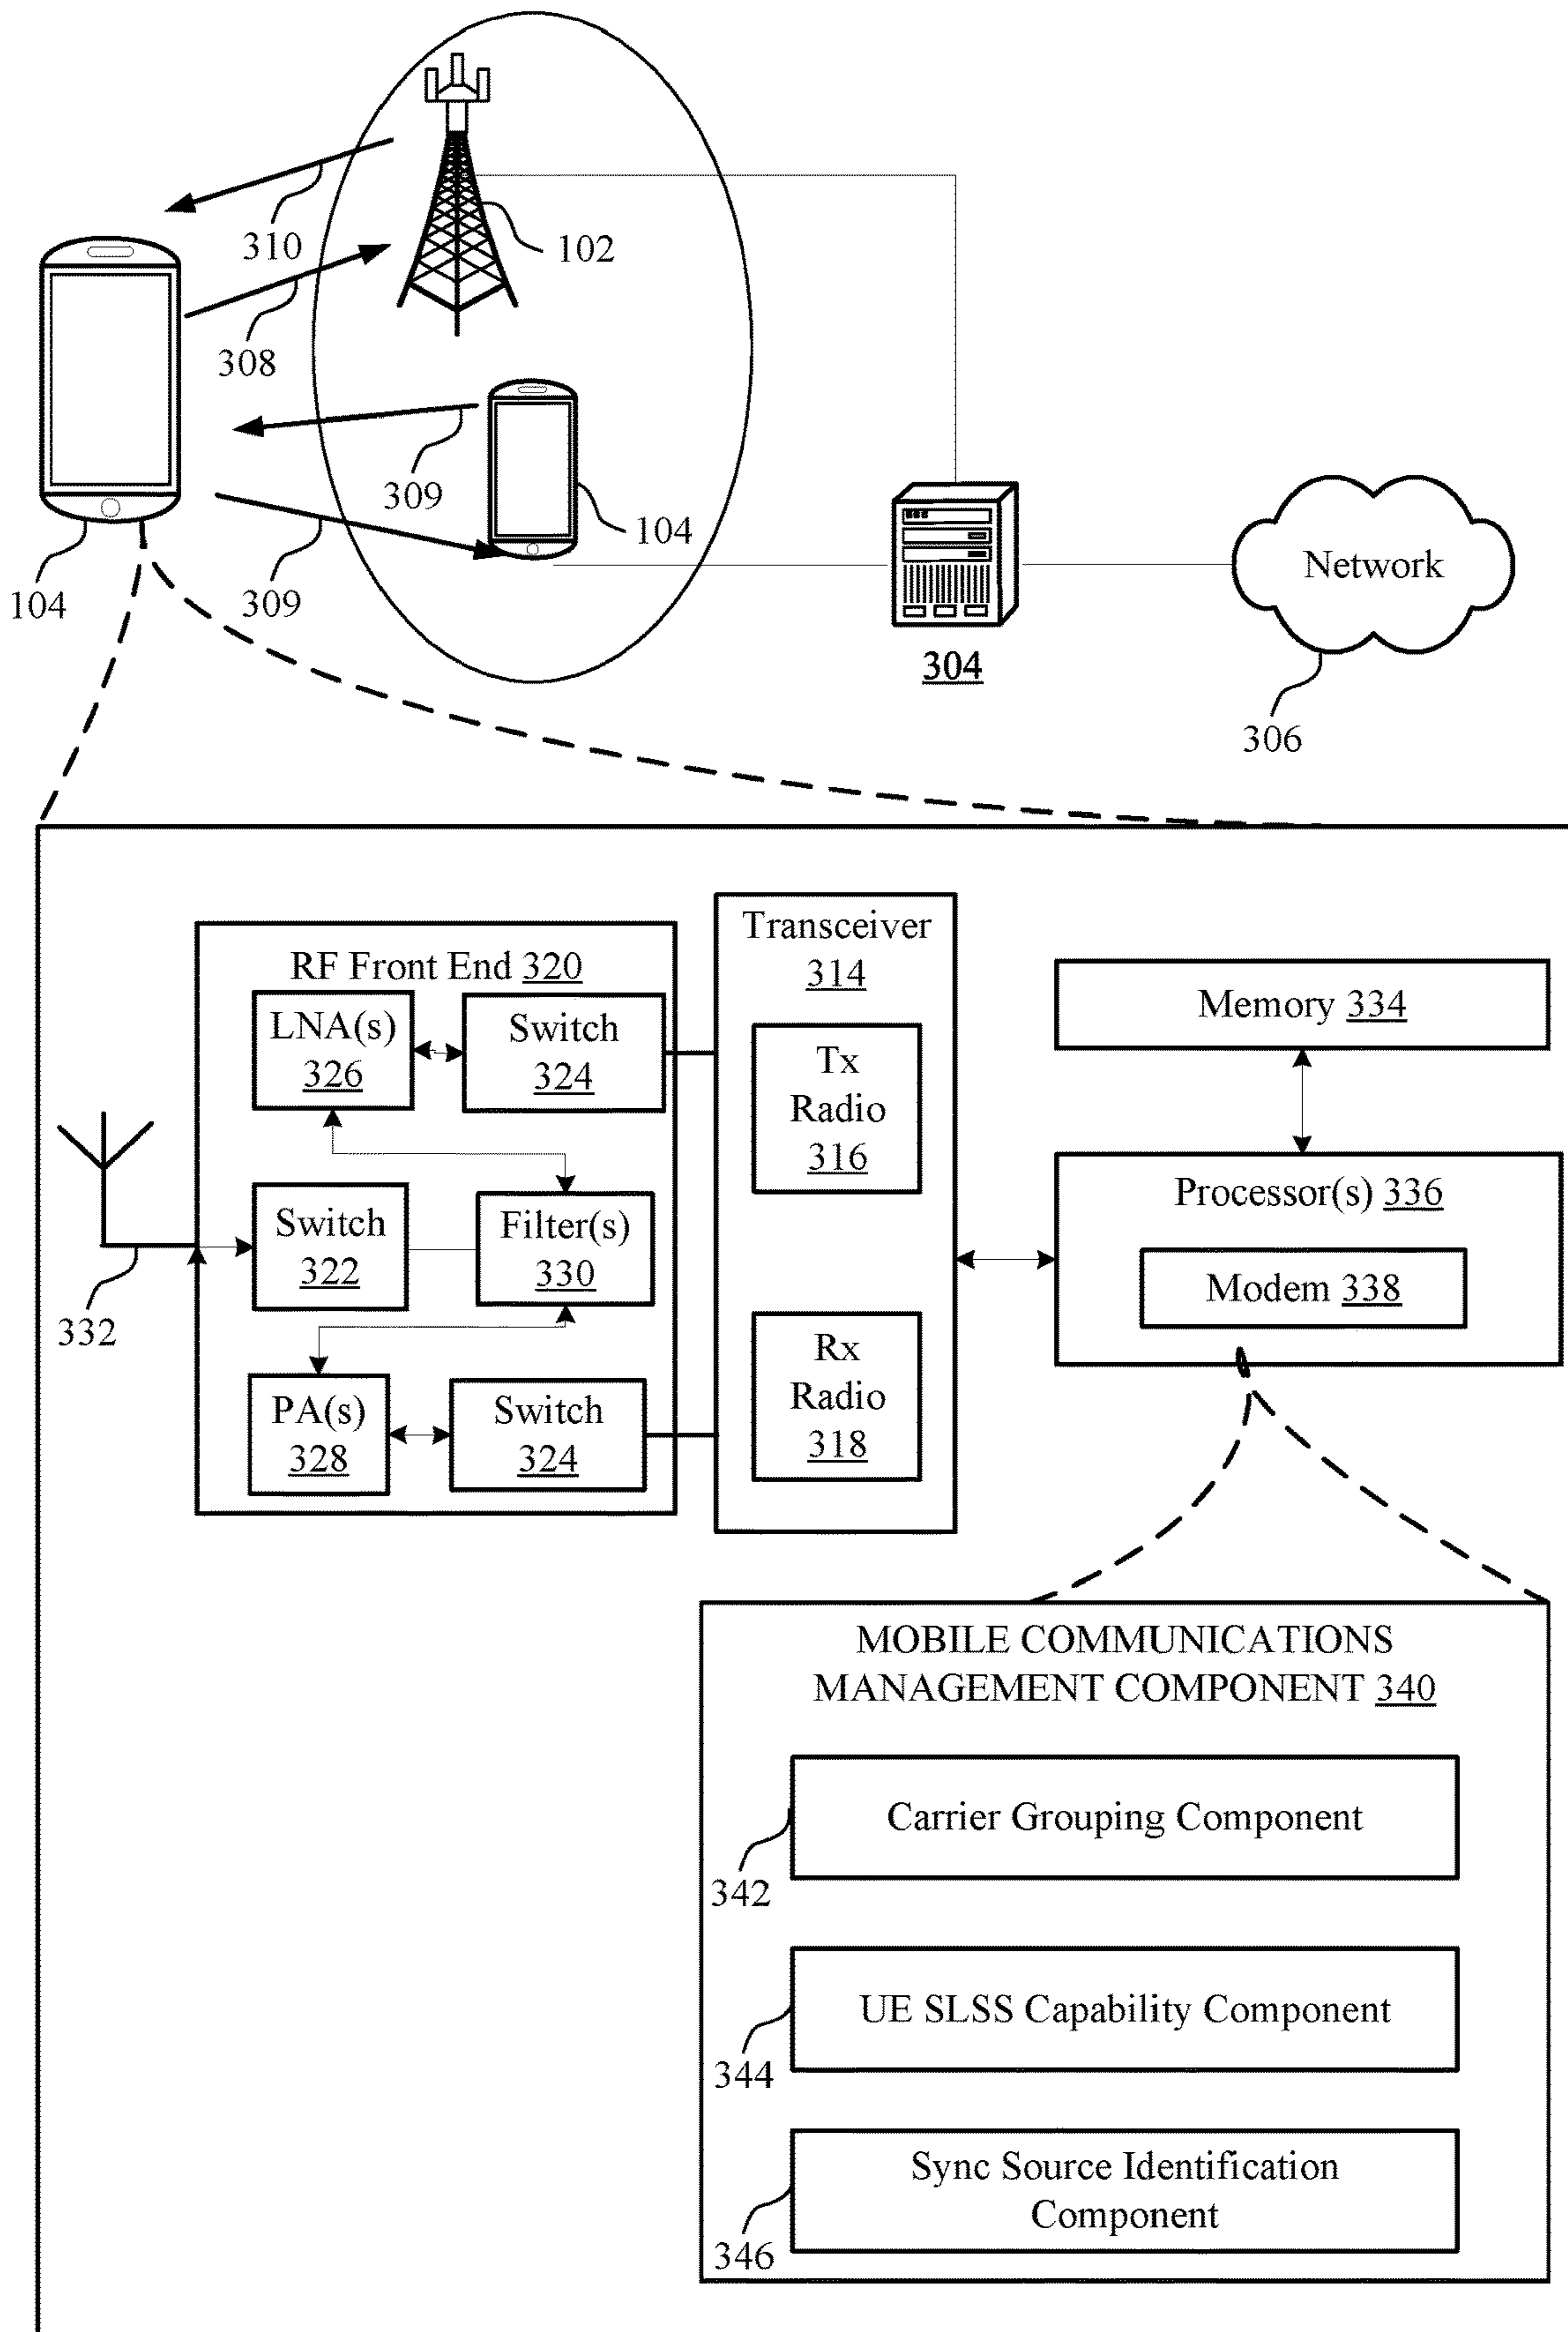 310
102
308
309
104
104
309
Network
304
306
RF Front End 320
LNA(s)
326
Switch
324
Transceiver
314
Tx
Radio
316
Memory 334
Switch
322
Filter(s)
330
Processor(s) 336
Modem 338
332
PA(s)
328
Switch
324
Rx
Radio
318
MOBILE COMMUNICATIONS
MANAGEMENT COMPONENT 340
Carrier Grouping Component
342
UE SLSS Capability Component
344
Sync Source Identification
Component
346